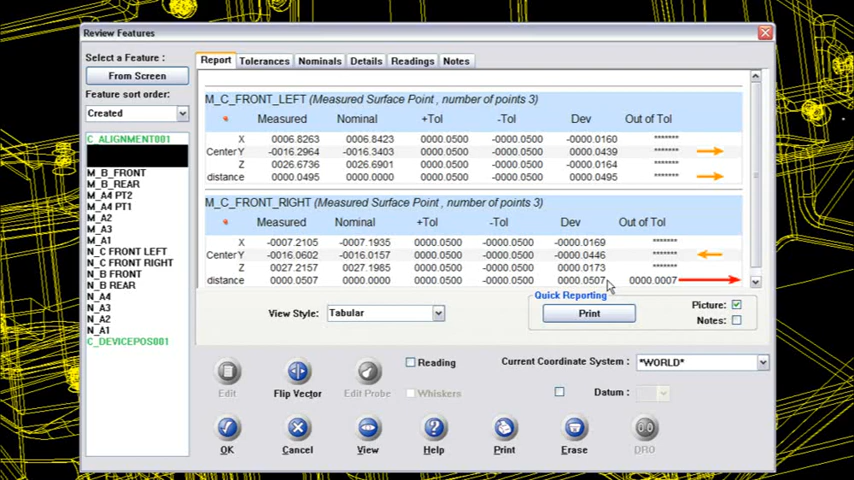 Review Features
Select a Feature:
From Screen
Feature sort order:
Created
C_ALIGNMENT001
M_B_FRONT
M_B_REAR
M_A4 PT2
M_A4 PT1
M_A2
M_A3
M_A1
N_C FRONT LEFT
N_C FRONT RIGHT
N_B FRONT
N_B REAR
N_A4
N_A3
N_A2
N_A1
C_DEVICEPOS001
Report Tolerances Nominals Details Readings Notes
M_C_FRONT_LEFT (Measured Surface Point , number of points 3)
Measured Nominal +Tol -Tol Dev Out of Tol
X 0006.8263 0006.8423 0000.0500 -0000.0500 -0000.0160 *******
Center Y -0016.2964 -0016.3403 0000.0500 -0000.0500 0000.0439 *******
Z 0026.6736 0026.6901 0000.0500 -0000.0500 -0000.0164 *******
distance 0000.0495 0000.0000 0000.0500 -0000.0500 0000.0495 *******
M_C_FRONT_RIGHT (Measured Surface Point , number of points 3)
Measured Nominal +Tol -Tol Dev Out of Tol
X -0007.2105 -0007.1935 0000.0500 -0000.0500 -0000.0169 *******
Center Y -0016.0602 -0016.0157 0000.0500 -0000.0500 -0000.0446 *******
Z 0027.2157 0027.1985 0000.0500 -0000.0500 0000.0173 *******
distance 0000.0507 0000.0000 0000.0500 -0000.0500 0000.0507 0000.0007
View Style: Tabular
Quick Reporting
Print
Picture:
Notes:
Edit
Flip Vector
Edit Probe
Reading
Whiskers
Current Coordinate System : *WORLD*
Datum :
OK
Cancel
View
Help
Print
Erase
DRO